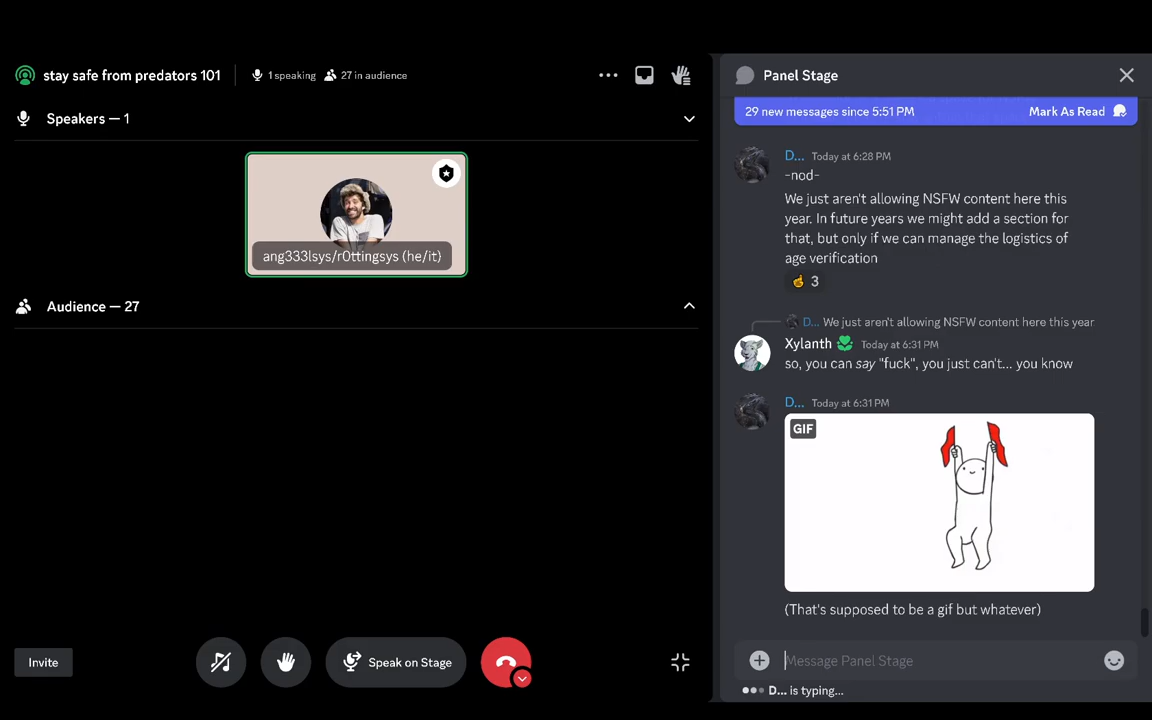 stay safe from predators 101
1 speaking
27 in audience
Speakers — 1
ang333lsys/r0ttingsys (he/it)
Audience — 27
Invite
Speak on Stage
Panel Stage
29 new messages since 5:51 PM
Mark As Read
D... Today at 6:28 PM
-nod-
We just aren't allowing NSFW content here this
year. In future years we might add a section for
that, but only if we can manage the logistics of
age verification
3
D... We just aren't allowing NSFW content here this year
Xylanth Today at 6:31 PM
so, you can say "fuck", you just can't... you know
D... Today at 6:31 PM
GIF
(That's supposed to be a gif but whatever)
Message Panel Stage
D... is typing...